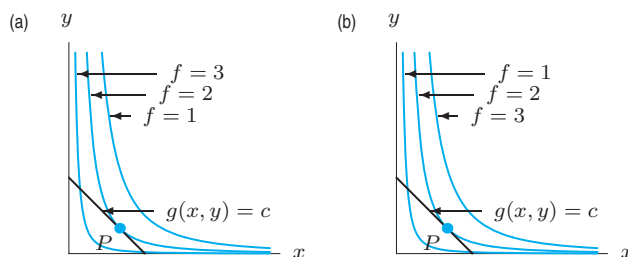 (a)
y
f = 3
f = 2
f = 1
g(x, y) = c
P
x
(b)
y
f = 1
f = 2
f = 3
g(x, y) = c
P
x